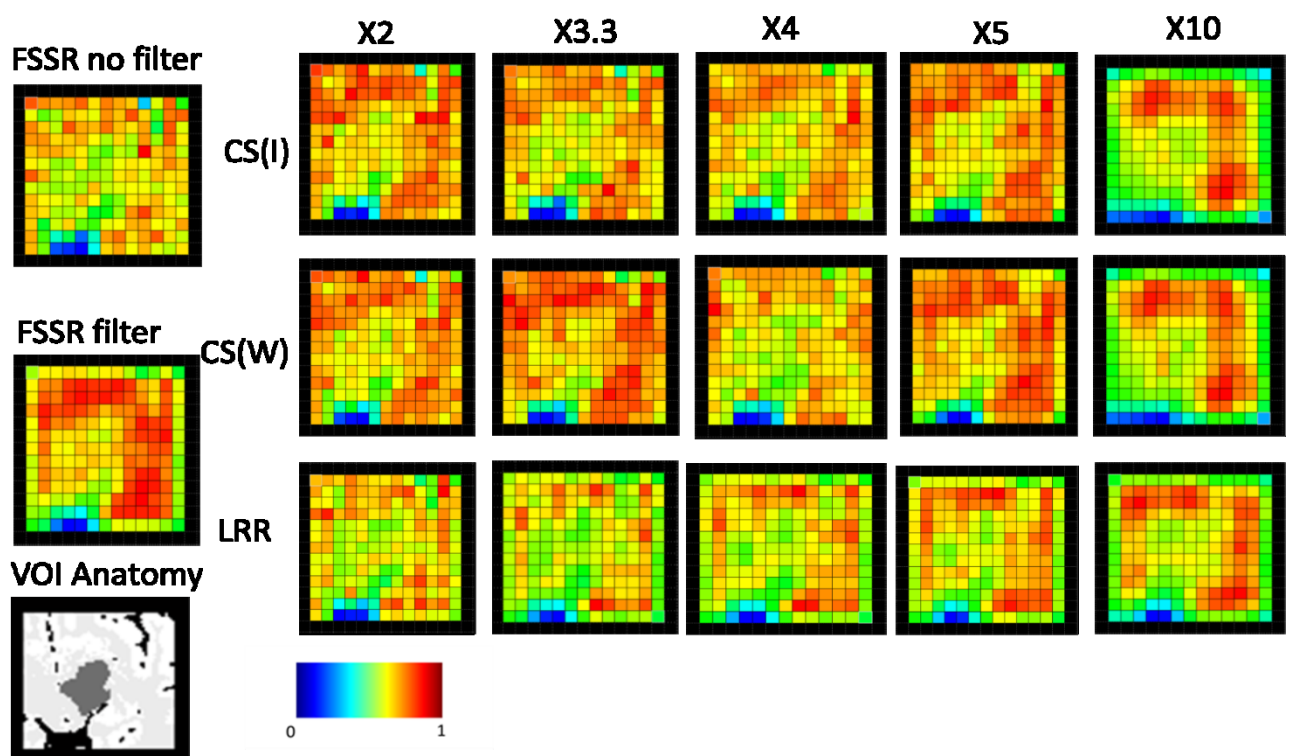 X2 X3.3 X4 X5 X10
FSSR no filter
CS(I)
FSSR filter
CS(W)
LRR
VOI Anatomy
0 1